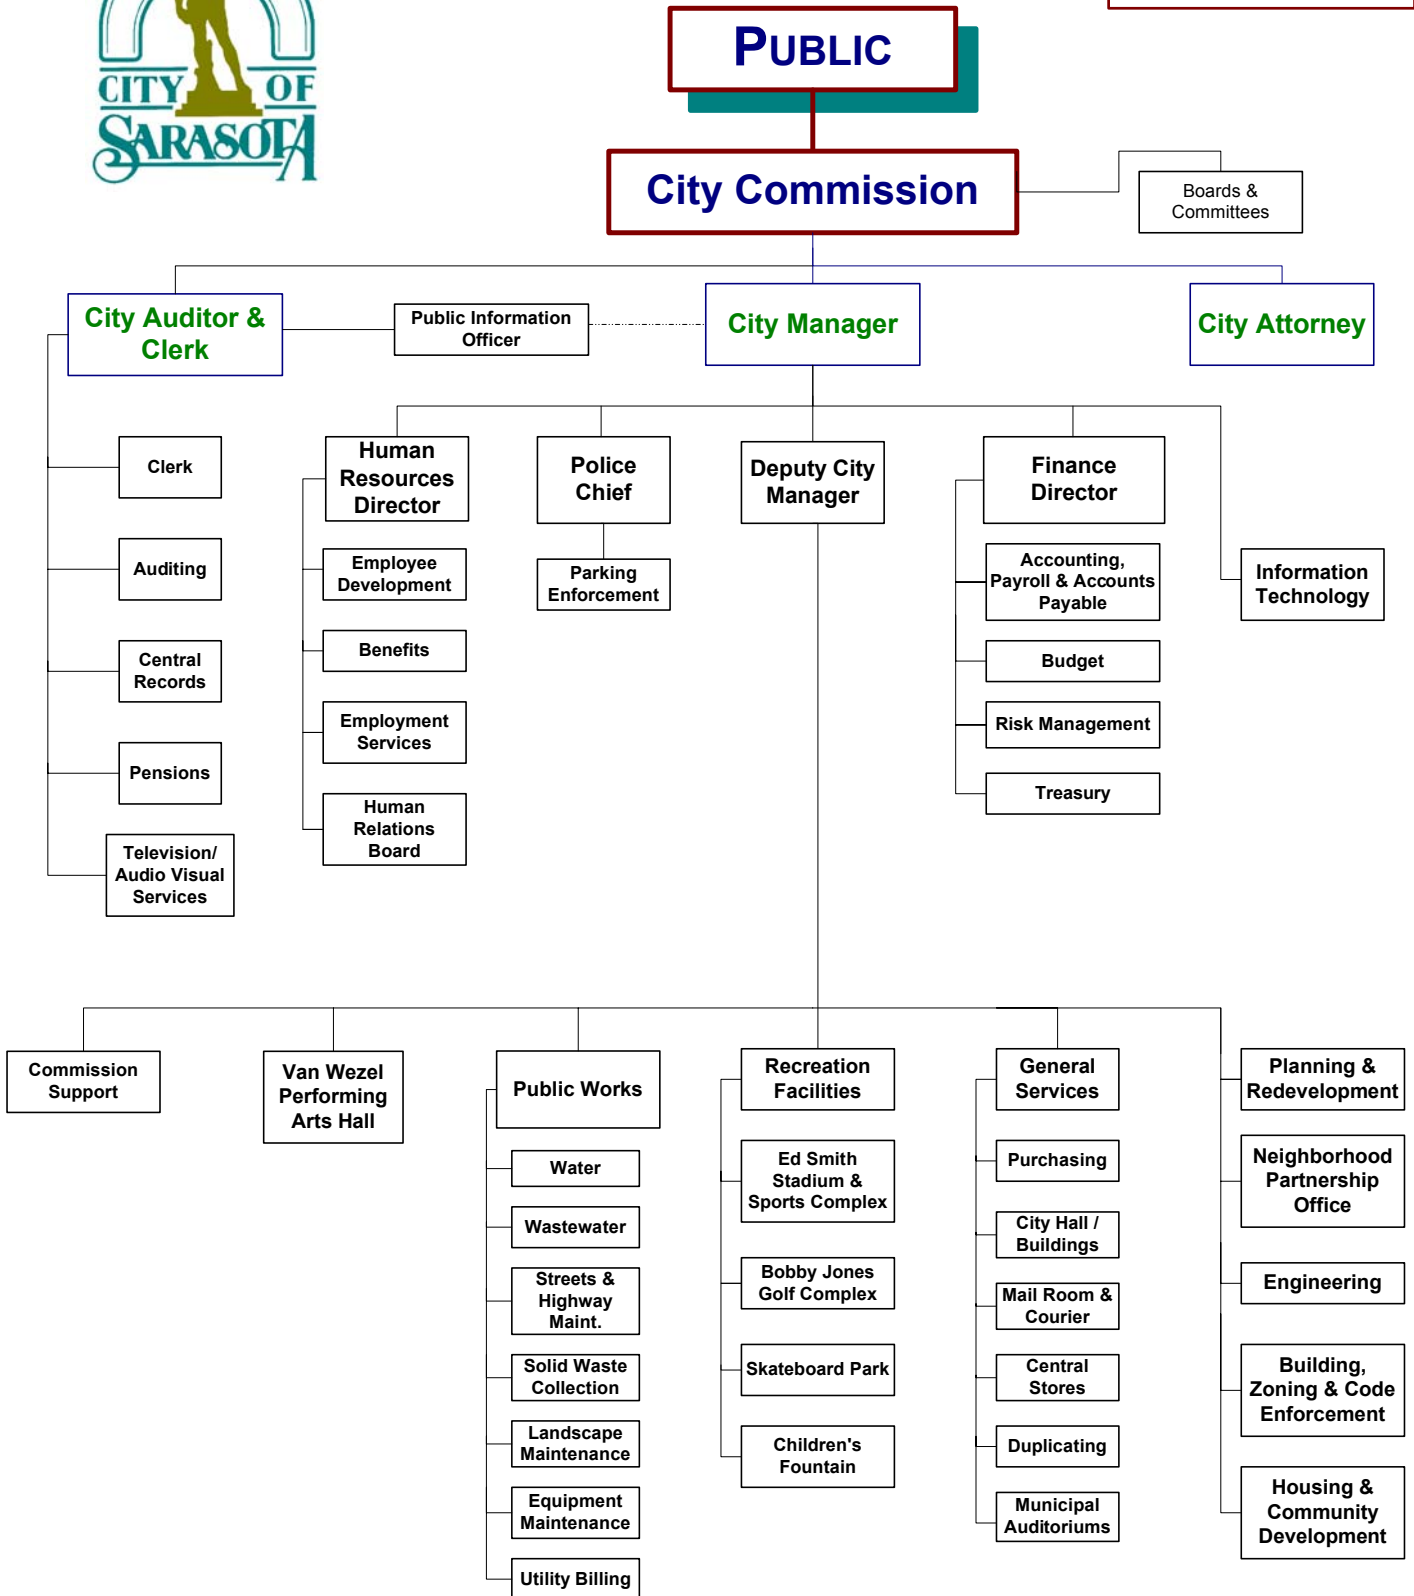 CITY OF
SARASOTA
PUBLIC
City Commission
Boards &
Committees
City Auditor &
Clerk
Public Information
Officer
City Manager
City Attorney
Clerk
Auditing
Central
Records
Pensions
Television/
Audio Visual
Services
Human
Resources
Director
Employee
Development
Benefits
Employment
Services
Human
Relations
Board
Police
Chief
Parking
Enforcement
Deputy City
Manager
Finance
Director
Accounting,
Payroll & Accounts
Payable
Budget
Risk Management
Treasury
Information
Technology
Commission
Support
Van Wezel
Performing
Arts Hall
Public Works
Water
Wastewater
Streets &
Highway
Maint.
Solid Waste
Collection
Landscape
Maintenance
Equipment
Maintenance
Utility Billing
Recreation
Facilities
Ed Smith
Stadium &
Sports Complex
Bobby Jones
Golf Complex
Skateboard Park
Children's
Fountain
General
Services
Purchasing
City Hall /
Buildings
Mail Room &
Courier
Central
Stores
Duplicating
Municipal
Auditoriums
Planning &
Redevelopment
Neighborhood
Partnership
Office
Engineering
Building,
Zoning & Code
Enforcement
Housing &
Community
Development